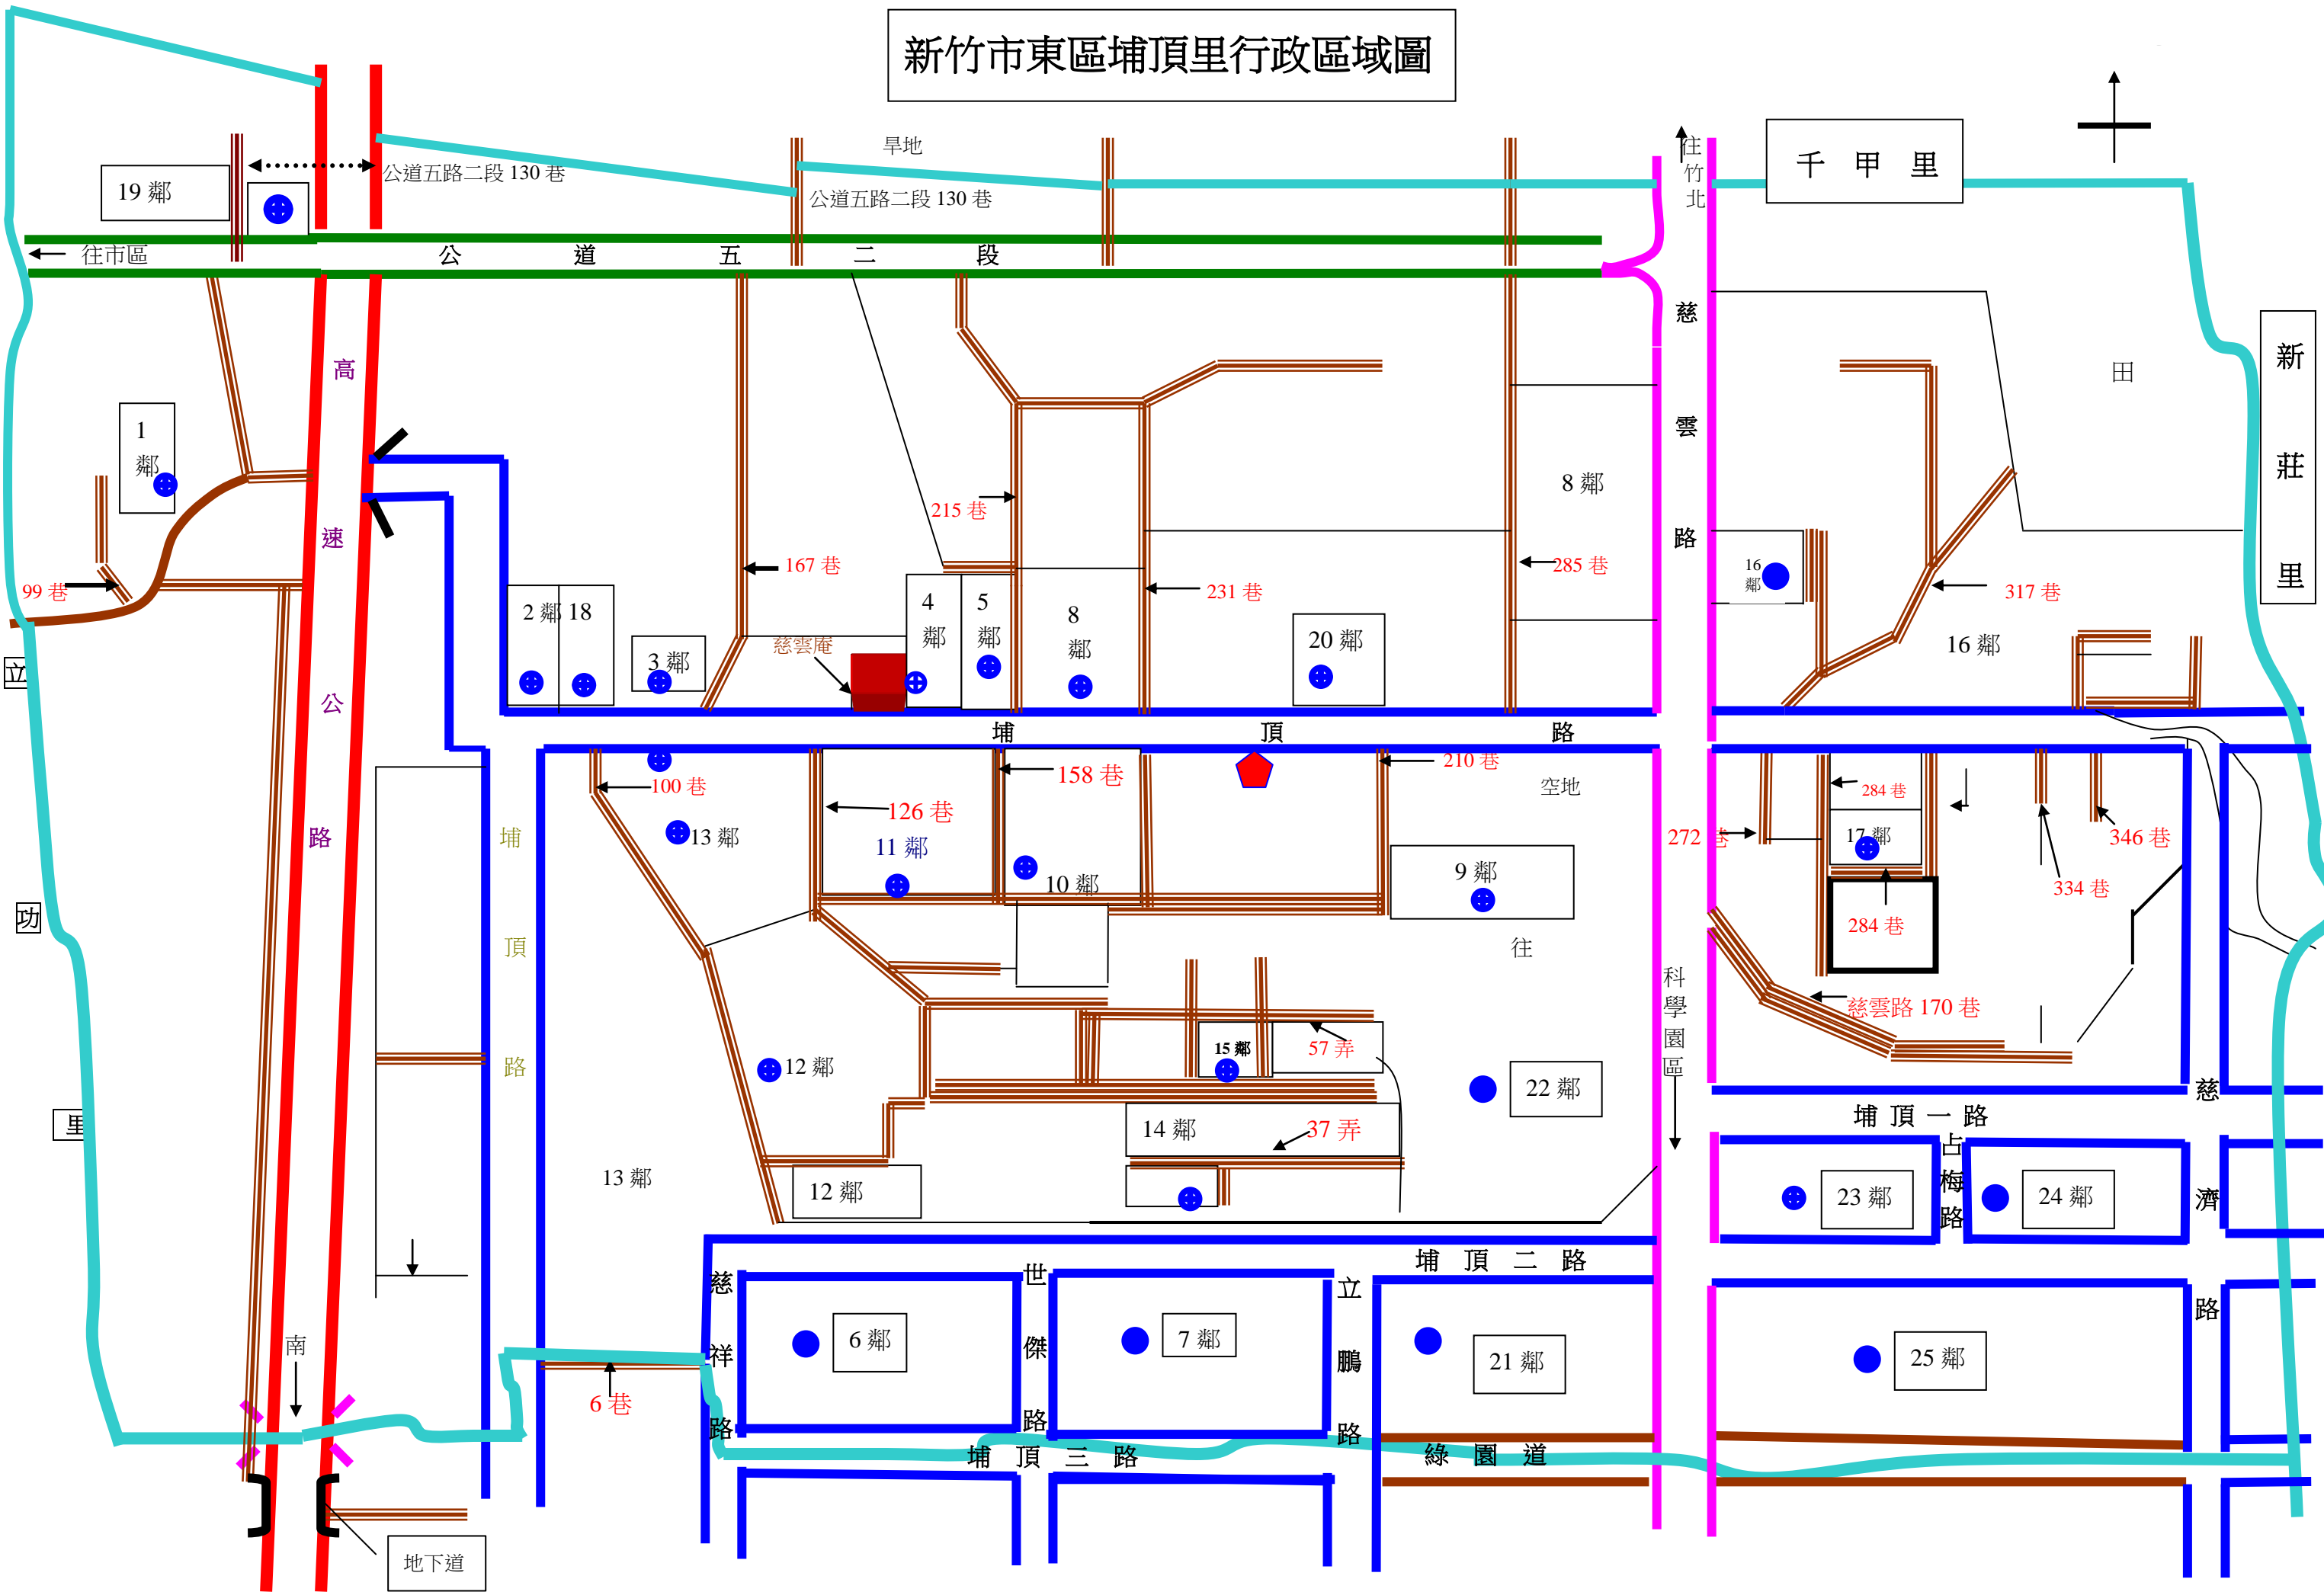 新竹市東區埔頂里行政區域圖
千 甲 里
往竹北
旱地
公道五路二段 130 巷
公道五路二段 130 巷
19 鄰
往市區
公 道 五 二 段
慈 雲 路
新 莊 里
田
高 速 公 路
1 鄰
99 巷
215 巷
167 巷
231 巷
285 巷
8 鄰
16 鄰
317 巷
16 鄰
2 鄰 18
3 鄰
慈雲庵
4 鄰
5 鄰
8 鄰
20 鄰
立 功 里
埔 頂 路
100 巷
126 巷
158 巷
210 巷
空地
13 鄰
11 鄰
10 鄰
9 鄰
272 巷
284 巷
17 鄰
284 巷
334 巷
346 巷
埔 頂 路
往
科學園區
慈雲路 170 巷
12 鄰
15 鄰
57 弄
22 鄰
14 鄰
37 弄
13 鄰
12 鄰
埔 頂 一 路
慈 濟 路
占梅路
23 鄰
24 鄰
埔 頂 二 路
慈 祥 路
世 傑 路
立 鵬 路
6 鄰
7 鄰
21 鄰
25 鄰
南
6 巷
埔 頂 三 路
綠 園 道
地下道